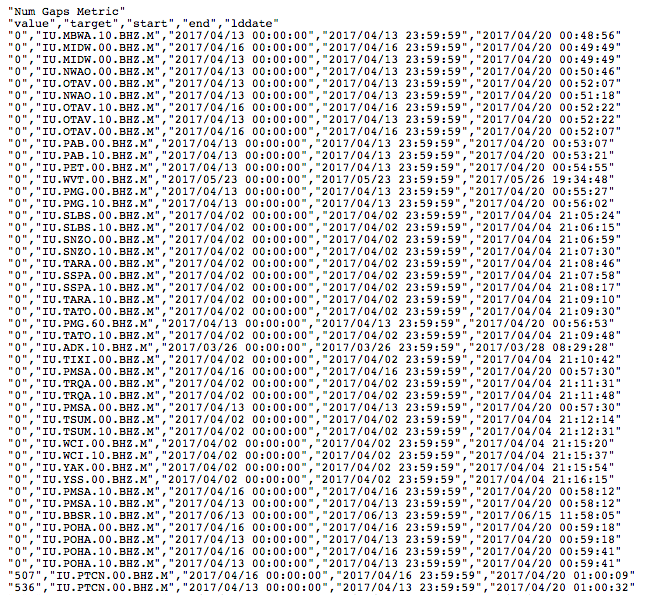 "Num Gaps Metric"
"value","target","start","end","lddate"
"0","IU.MBWA.10.BHZ.M","2017/04/13 00:00:00","2017/04/13 23:59:59","2017/04/20 00:48:56"
"0","IU.MIDW.00.BHZ.M","2017/04/16 00:00:00","2017/04/16 23:59:59","2017/04/20 00:49:49"
"0","IU.MIDW.00.BHZ.M","2017/04/13 00:00:00","2017/04/13 23:59:59","2017/04/20 00:49:49"
"0","IU.NWAO.00.BHZ.M","2017/04/13 00:00:00","2017/04/13 23:59:59","2017/04/20 00:50:46"
"0","IU.OTAV.00.BHZ.M","2017/04/13 00:00:00","2017/04/13 23:59:59","2017/04/20 00:52:07"
"0","IU.NWAO.10.BHZ.M","2017/04/13 00:00:00","2017/04/13 23:59:59","2017/04/20 00:51:18"
"0","IU.OTAV.10.BHZ.M","2017/04/16 00:00:00","2017/04/16 23:59:59","2017/04/20 00:52:22"
"0","IU.OTAV.10.BHZ.M","2017/04/13 00:00:00","2017/04/13 23:59:59","2017/04/20 00:52:22"
"0","IU.OTAV.00.BHZ.M","2017/04/16 00:00:00","2017/04/16 23:59:59","2017/04/20 00:52:07"
"0","IU.PAB.00.BHZ.M","2017/04/13 00:00:00","2017/04/13 23:59:59","2017/04/20 00:53:07"
"0","IU.PAB.10.BHZ.M","2017/04/13 00:00:00","2017/04/13 23:59:59","2017/04/20 00:53:21"
"0","IU.PET.00.BHZ.M","2017/04/13 00:00:00","2017/04/13 23:59:59","2017/04/20 00:54:55"
"0","IU.WVT.00.BHZ.M","2017/05/23 00:00:00","2017/05/23 23:59:59","2017/05/26 19:34:48"
"0","IU.PMG.00.BHZ.M","2017/04/13 00:00:00","2017/04/13 23:59:59","2017/04/20 00:55:27"
"0","IU.PMG.10.BHZ.M","2017/04/13 00:00:00","2017/04/13 23:59:59","2017/04/20 00:56:02"
"0","IU.SLBS.00.BHZ.M","2017/04/02 00:00:00","2017/04/02 23:59:59","2017/04/04 21:05:24"
"0","IU.SLBS.10.BHZ.M","2017/04/02 00:00:00","2017/04/02 23:59:59","2017/04/04 21:06:15"
"0","IU.SNZO.00.BHZ.M","2017/04/02 00:00:00","2017/04/02 23:59:59","2017/04/04 21:06:59"
"0","IU.SNZO.10.BHZ.M","2017/04/02 00:00:00","2017/04/02 23:59:59","2017/04/04 21:07:30"
"0","IU.TARA.00.BHZ.M","2017/04/02 00:00:00","2017/04/02 23:59:59","2017/04/04 21:08:46"
"0","IU.SSPA.00.BHZ.M","2017/04/02 00:00:00","2017/04/02 23:59:59","2017/04/04 21:07:58"
"0","IU.SSPA.10.BHZ.M","2017/04/02 00:00:00","2017/04/02 23:59:59","2017/04/04 21:08:17"
"0","IU.TARA.10.BHZ.M","2017/04/02 00:00:00","2017/04/02 23:59:59","2017/04/04 21:09:10"
"0","IU.TATO.00.BHZ.M","2017/04/02 00:00:00","2017/04/02 23:59:59","2017/04/04 21:09:30"
"0","IU.PMG.60.BHZ.M","2017/04/13 00:00:00","2017/04/13 23:59:59","2017/04/20 00:56:53"
"0","IU.TATO.10.BHZ.M","2017/04/02 00:00:00","2017/04/02 23:59:59","2017/04/04 21:09:48"
"0","IU.ADK.10.BHZ.M","2017/03/26 00:00:00","2017/03/26 23:59:59","2017/03/28 08:29:28"
"0","IU.TIXI.00.BHZ.M","2017/04/02 00:00:00","2017/04/02 23:59:59","2017/04/04 21:10:42"
"0","IU.PMSA.00.BHZ.M","2017/04/16 00:00:00","2017/04/16 23:59:59","2017/04/20 00:57:30"
"0","IU.TRQA.00.BHZ.M","2017/04/02 00:00:00","2017/04/02 23:59:59","2017/04/04 21:11:31"
"0","IU.TRQA.10.BHZ.M","2017/04/02 00:00:00","2017/04/02 23:59:59","2017/04/04 21:11:48"
"0","IU.PMSA.00.BHZ.M","2017/04/13 00:00:00","2017/04/13 23:59:59","2017/04/20 00:57:30"
"0","IU.TSUM.00.BHZ.M","2017/04/02 00:00:00","2017/04/02 23:59:59","2017/04/04 21:12:14"
"0","IU.TSUM.10.BHZ.M","2017/04/02 00:00:00","2017/04/02 23:59:59","2017/04/04 21:12:31"
"0","IU.WCI.00.BHZ.M","2017/04/02 00:00:00","2017/04/02 23:59:59","2017/04/04 21:15:20"
"0","IU.WCI.10.BHZ.M","2017/04/02 00:00:00","2017/04/02 23:59:59","2017/04/04 21:15:37"
"0","IU.YAK.00.BHZ.M","2017/04/02 00:00:00","2017/04/02 23:59:59","2017/04/04 21:15:54"
"0","IU.YSS.00.BHZ.M","2017/04/02 00:00:00","2017/04/02 23:59:59","2017/04/04 21:16:15"
"0","IU.PMSA.10.BHZ.M","2017/04/16 00:00:00","2017/04/16 23:59:59","2017/04/20 00:58:12"
"0","IU.PMSA.10.BHZ.M","2017/04/13 00:00:00","2017/04/13 23:59:59","2017/04/20 00:58:12"
"0","IU.BBSR.10.BHZ.M","2017/06/13 00:00:00","2017/06/13 23:59:59","2017/06/15 11:58:05"
"0","IU.POHA.00.BHZ.M","2017/04/16 00:00:00","2017/04/16 23:59:59","2017/04/20 00:59:18"
"0","IU.POHA.00.BHZ.M","2017/04/13 00:00:00","2017/04/13 23:59:59","2017/04/20 00:59:18"
"0","IU.POHA.10.BHZ.M","2017/04/16 00:00:00","2017/04/16 23:59:59","2017/04/20 00:59:41"
"0","IU.POHA.10.BHZ.M","2017/04/13 00:00:00","2017/04/13 23:59:59","2017/04/20 00:59:41"
"507","IU.PTCN.00.BHZ.M","2017/04/16 00:00:00","2017/04/16 23:59:59","2017/04/20 01:00:09"
"536","IU.PTCN.00.BHZ.M","2017/04/16 00:00:00","2017/04/16 23:59:59","2017/04/20 01:00:32"